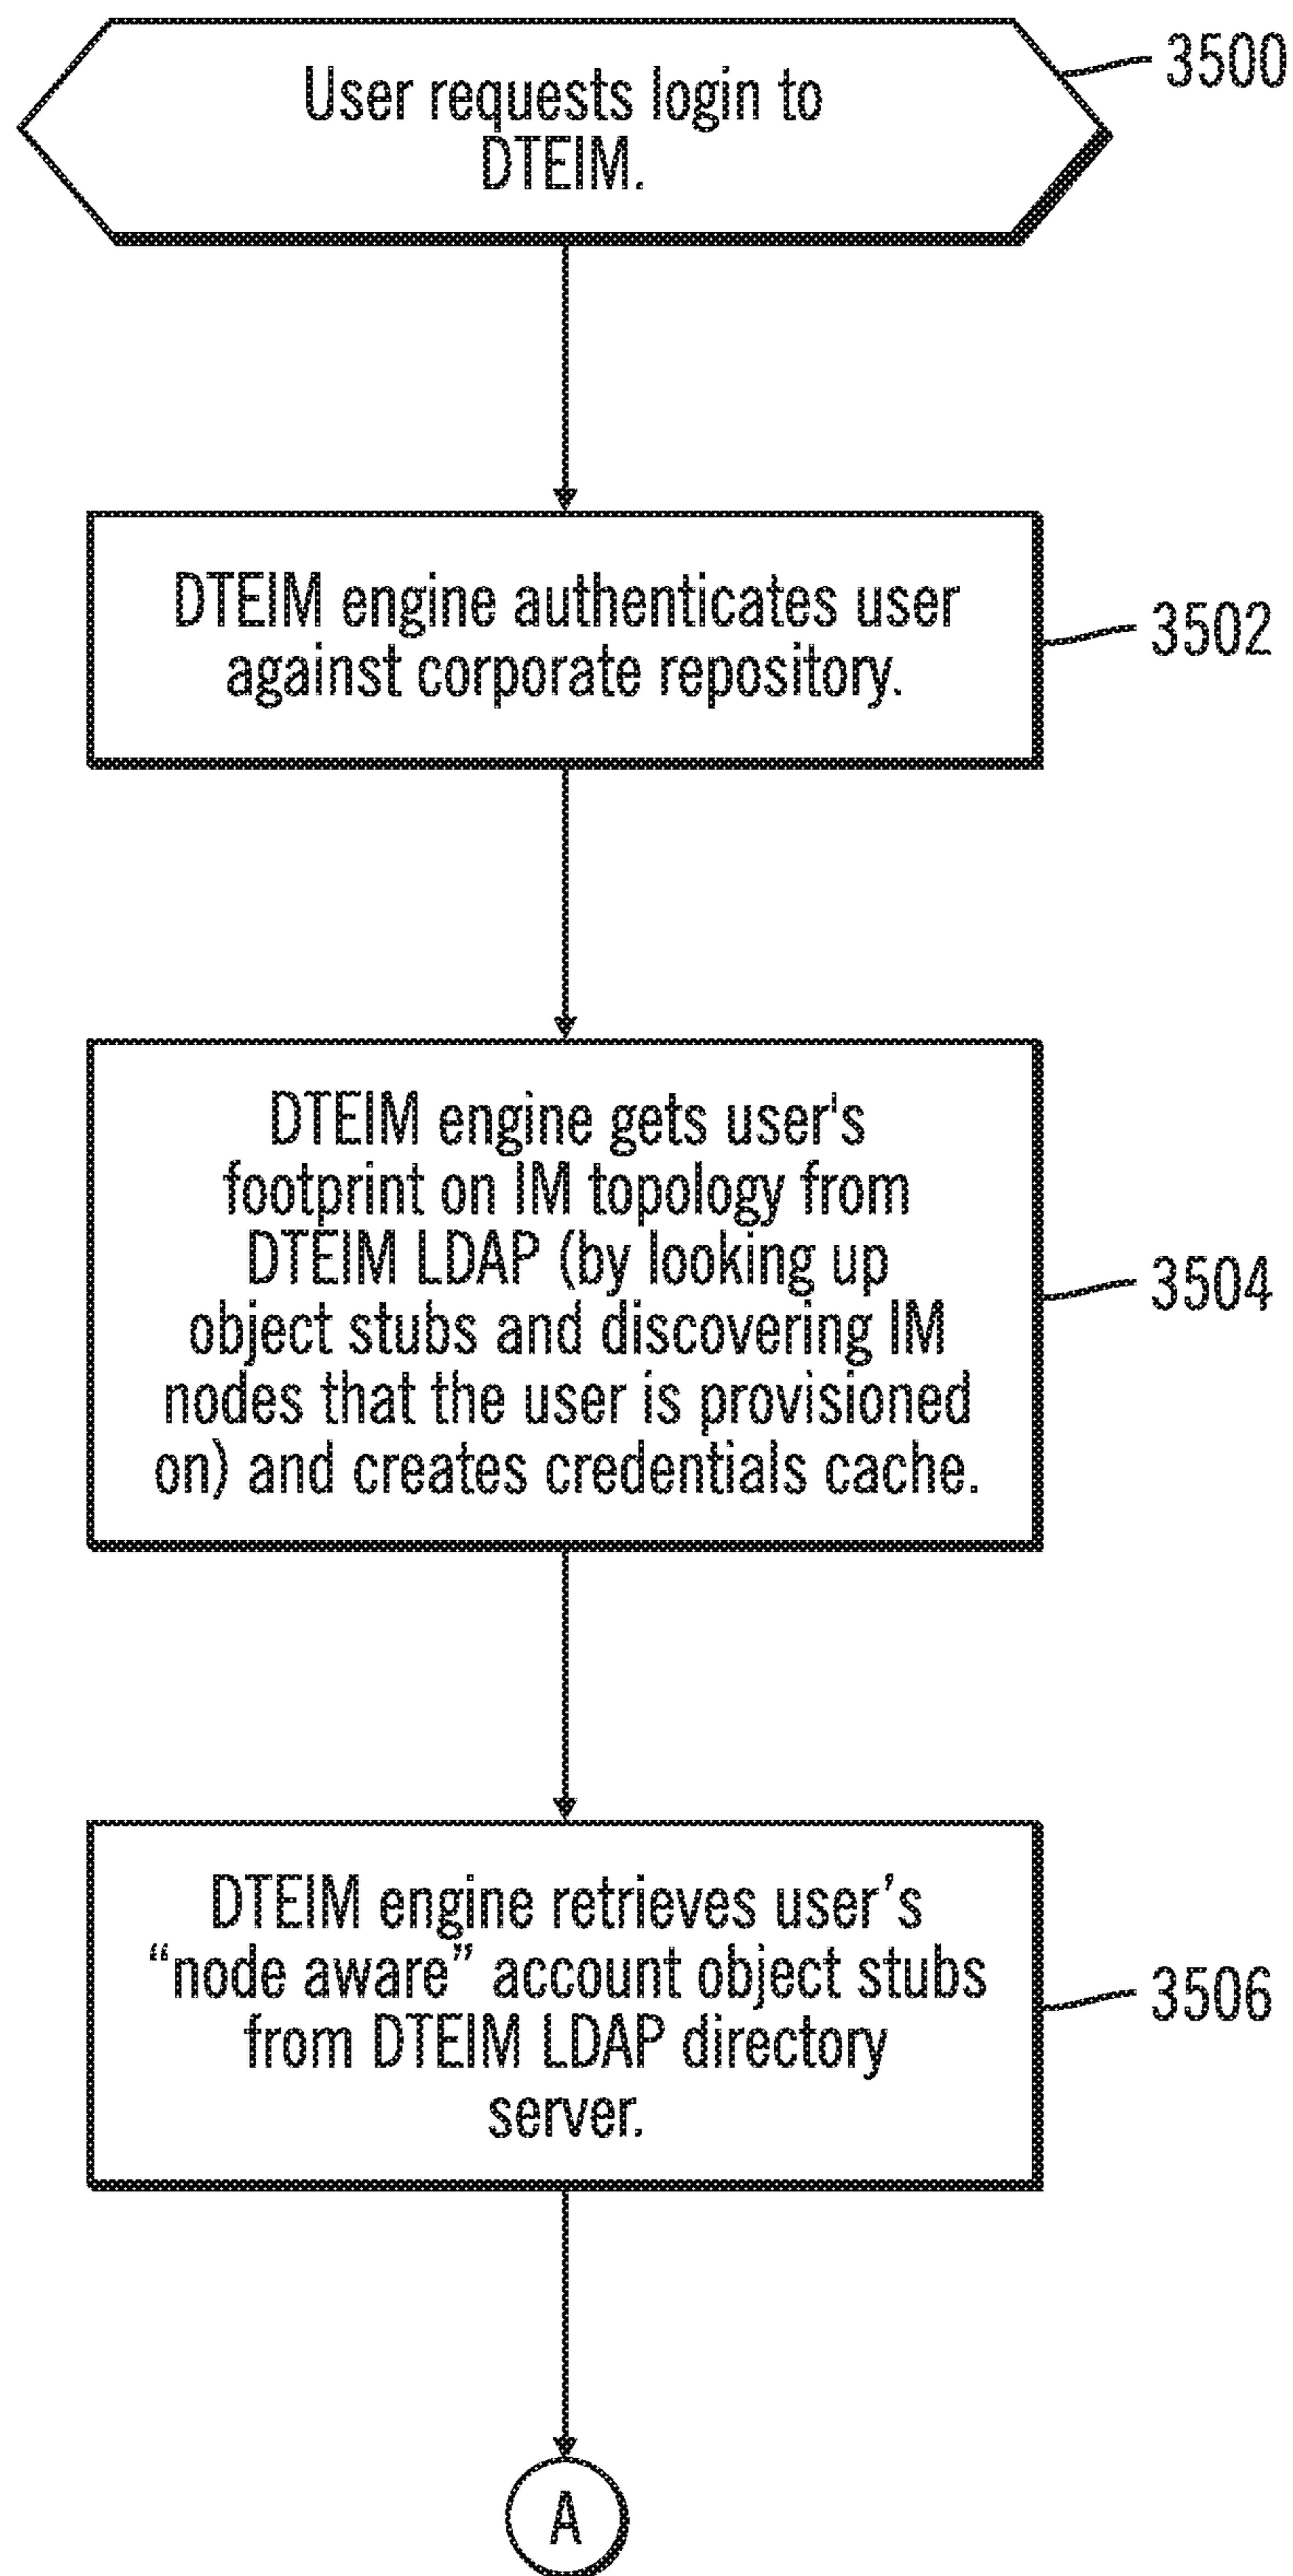 User requests login to
DTEIM.
3500
DTEIM engine authenticates user
against corporate repository.
3502
DTEIM engine gets user's
footprint on IM topology from
DTEIM LDAP (by looking up
object stubs and discovering IM
nodes that the user is provisioned
on) and creates credentials cache.
3504
DTEIM engine retrieves user’s
“node aware” account object stubs
from DTEIM LDAP directory
server.
3506
A